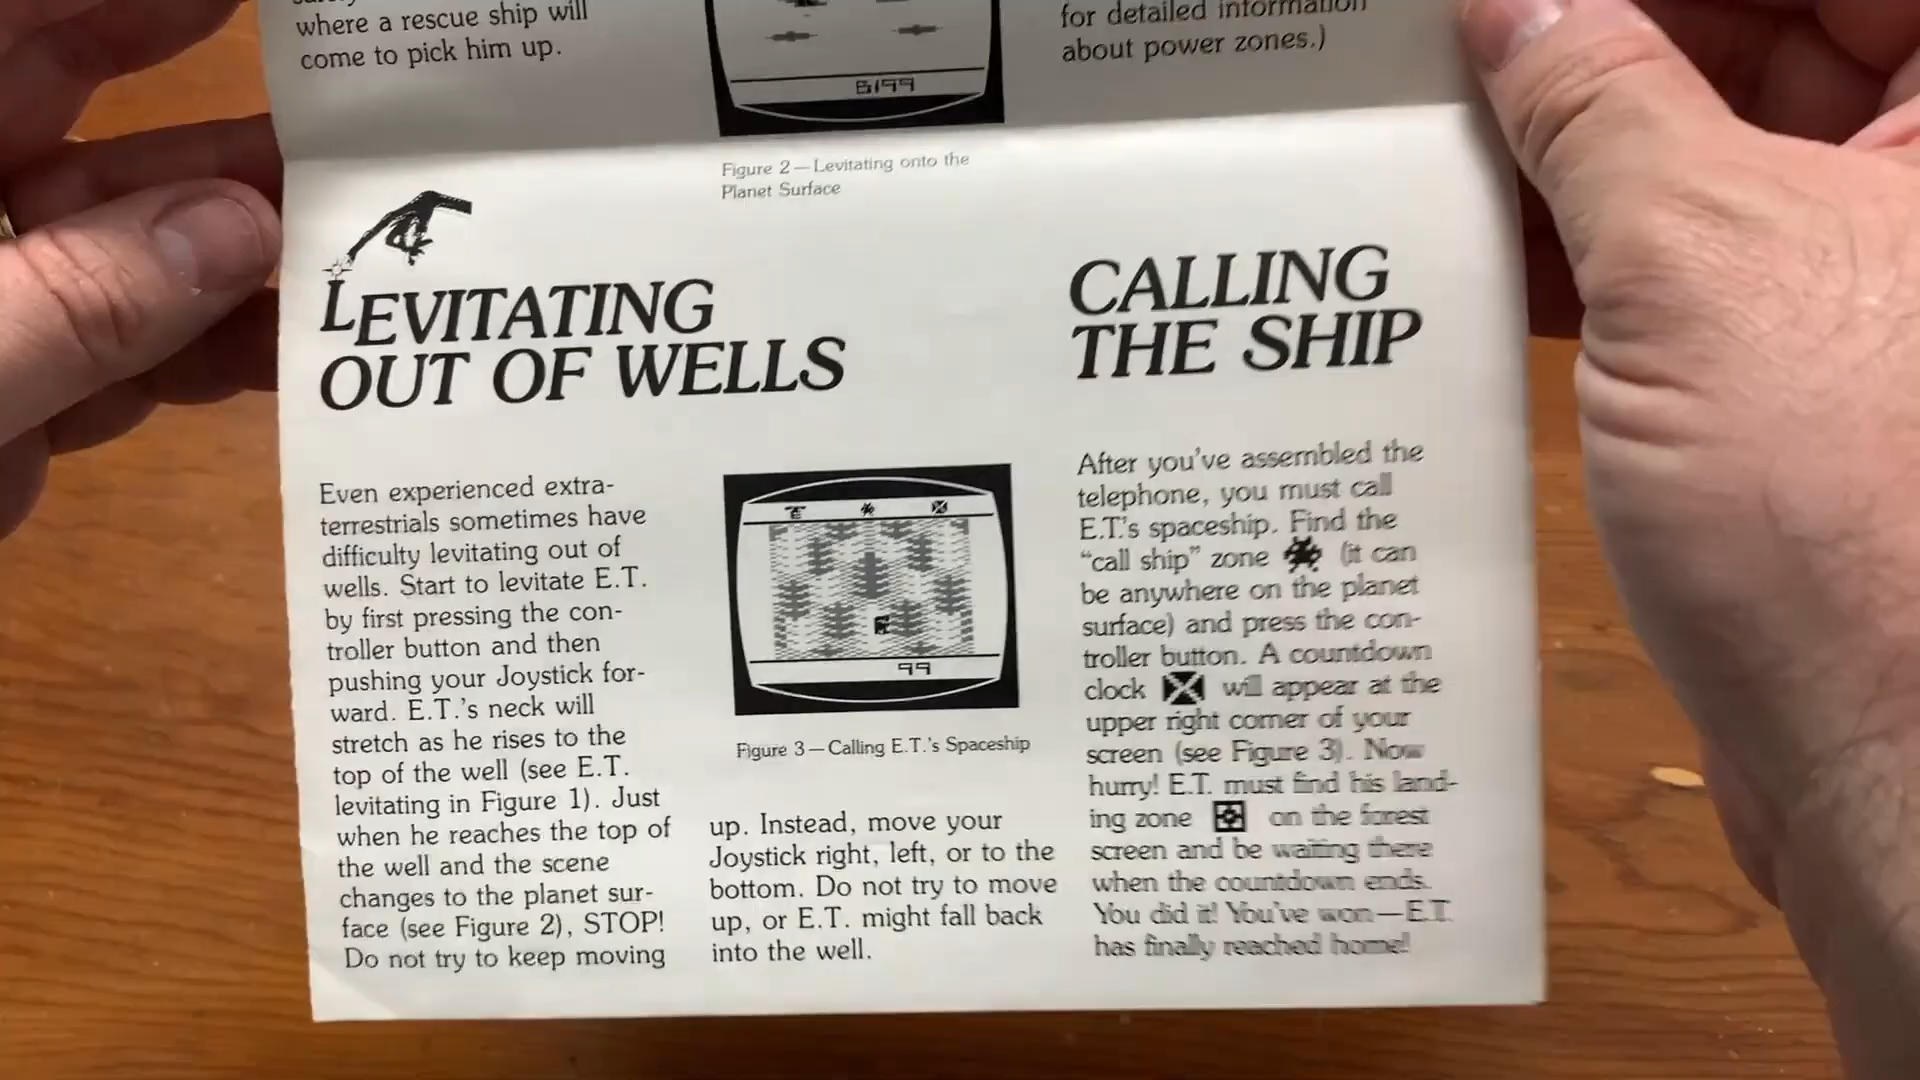 where a rescue ship will
come to pick him up.
6199
Figure 2—Levitating onto the
Planet Surface
for detailed information
about power zones.)
LEVITATING
OUT OF WELLS
Even experienced extra-
terrestrials sometimes have
difficulty levitating out of
wells. Start to levitate E.T.
by first pressing the con-
troller button and then
pushing your Joystick for-
ward. E.T.'s neck will
stretch as he rises to the
top of the well (see E.T.
levitating in Figure 1). Just
when he reaches the top of
the well and the scene
changes to the planet sur-
face (see Figure 2), STOP!
Do not try to keep moving
99
Figure 3—Calling E.T.'s Spaceship
up. Instead, move your
Joystick right, left, or to the
bottom. Do not try to move
up, or E.T. might fall back
into the well.
CALLING
THE SHIP
After you've assembled the
telephone, you must call
E.T.'s spaceship. Find the
“call ship” zone (it can
be anywhere on the planet
surface) and press the con-
troller button. A countdown
clock will appear at the
upper right corner of your
screen (see Figure 3). Now
hurry! E.T. must find his land-
ing zone on the forest
screen and be waiting there
when the countdown ends.
You did it! You've won—E.T.
has finally reached home!